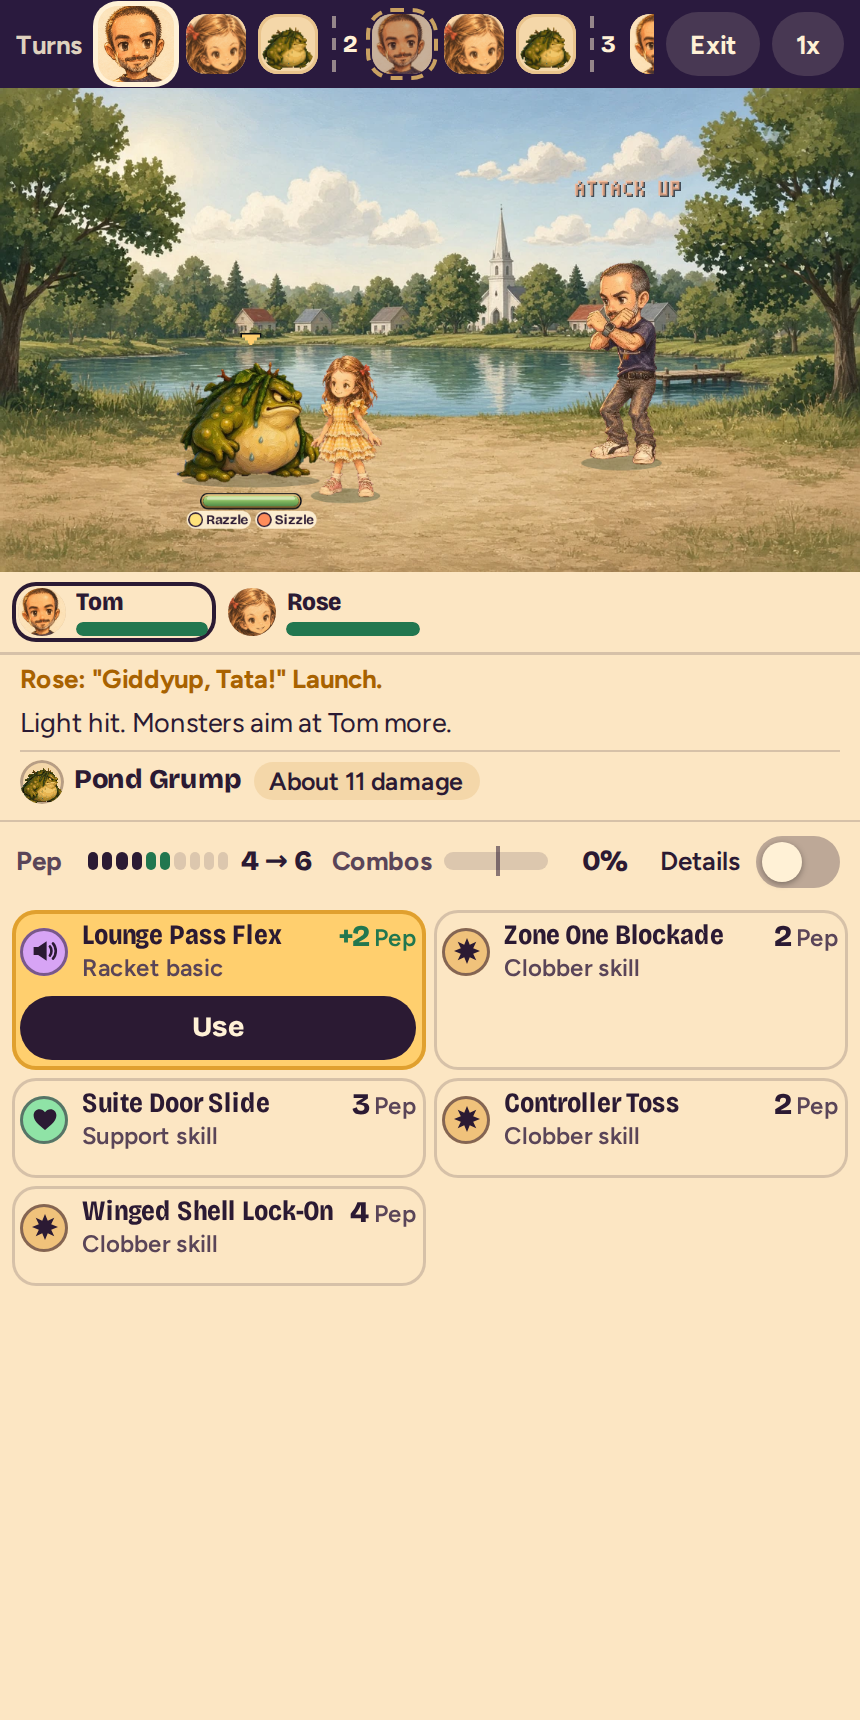 Turns
2
3
Exit
1x
ATTACK UP
Razzle
Sizzle
Tom
Rose
Rose: "Giddyup, Tata!" Launch.
Light hit. Monsters aim at Tom more.
Pond Grump
About 11 damage
Pep
4 → 6
Combos
0%
Details
Lounge Pass Flex
+2 Pep
Racket basic
Use
Zone One Blockade
2 Pep
Clobber skill
Suite Door Slide
3 Pep
Support skill
Controller Toss
2 Pep
Clobber skill
Winged Shell Lock-On
4 Pep
Clobber skill